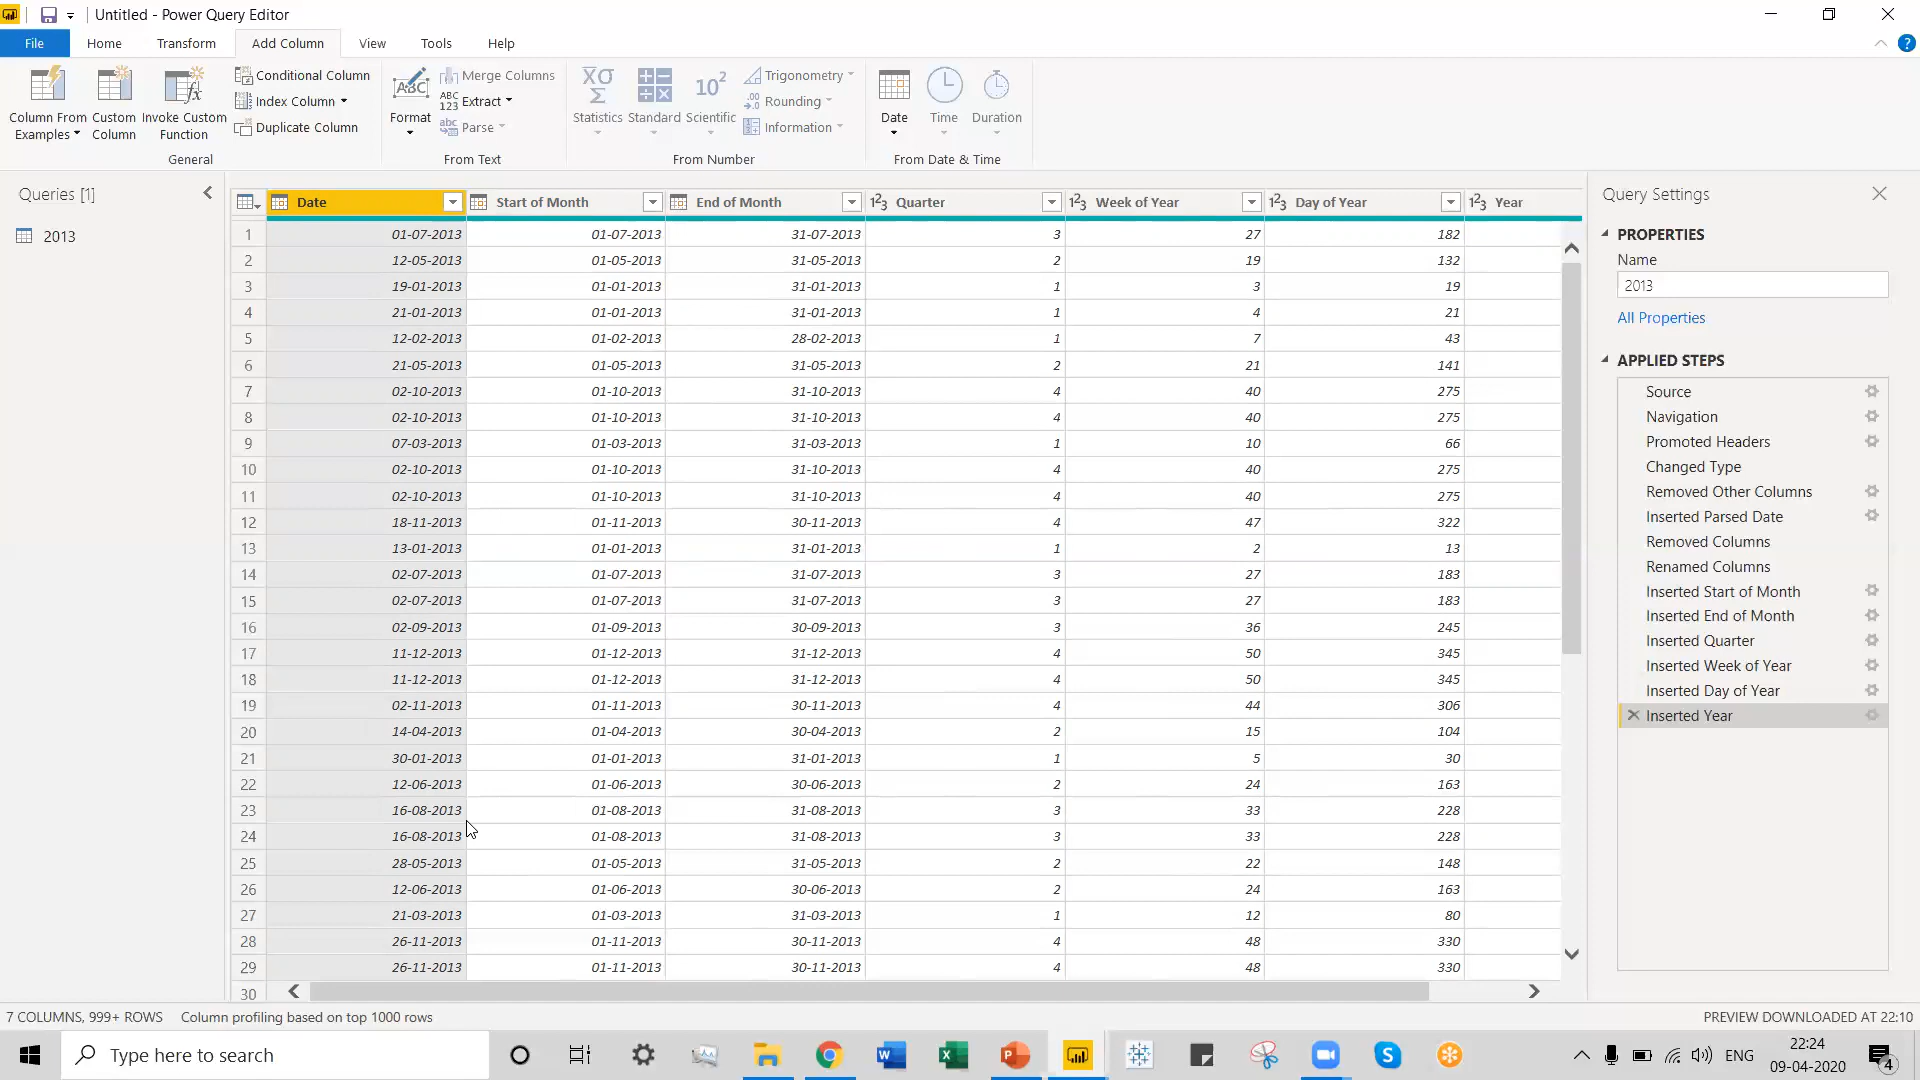 Untitled - Power Query Editor
File Home Transform Add Column View Tools Help
Column From Examples
Custom Column
Invoke Custom Function
Conditional Column
Index Column
Duplicate Column
General
Format
Merge Columns
Extract
Parse
From Text
Statistics
Standard
Scientific
Trigonometry
Rounding
Information
From Number
Date
Time
Duration
From Date & Time
Queries [1]
2013
Date Start of Month End of Month Quarter Week of Year Day of Year Year
1 01-07-2013 01-07-2013 31-07-2013 3 27 182
2 12-05-2013 01-05-2013 31-05-2013 2 19 132
3 19-01-2013 01-01-2013 31-01-2013 1 3 19
4 21-01-2013 01-01-2013 31-01-2013 1 4 21
5 12-02-2013 01-02-2013 28-02-2013 1 7 43
6 21-05-2013 01-05-2013 31-05-2013 2 21 141
7 02-10-2013 01-10-2013 31-10-2013 4 40 275
8 02-10-2013 01-10-2013 31-10-2013 4 40 275
9 07-03-2013 01-03-2013 31-03-2013 1 10 66
10 02-10-2013 01-10-2013 31-10-2013 4 40 275
11 02-10-2013 01-10-2013 31-10-2013 4 40 275
12 18-11-2013 01-11-2013 30-11-2013 4 47 322
13 13-01-2013 01-01-2013 31-01-2013 1 2 13
14 02-07-2013 01-07-2013 31-07-2013 3 27 183
15 02-07-2013 01-07-2013 31-07-2013 3 27 183
16 02-09-2013 01-09-2013 30-09-2013 3 36 245
17 11-12-2013 01-12-2013 31-12-2013 4 50 345
18 11-12-2013 01-12-2013 31-12-2013 4 50 345
19 02-11-2013 01-11-2013 30-11-2013 4 44 306
20 14-04-2013 01-04-2013 30-04-2013 2 15 104
21 30-01-2013 01-01-2013 31-01-2013 1 5 30
22 12-06-2013 01-06-2013 30-06-2013 2 24 163
23 16-08-2013 01-08-2013 31-08-2013 3 33 228
24 16-08-2013 01-08-2013 31-08-2013 3 33 228
25 28-05-2013 01-05-2013 31-05-2013 2 22 148
26 12-06-2013 01-06-2013 30-06-2013 2 24 163
27 21-03-2013 01-03-2013 31-03-2013 1 12 80
28 26-11-2013 01-11-2013 30-11-2013 4 48 330
29 26-11-2013 01-11-2013 30-11-2013 4 48 330
30
Query Settings
PROPERTIES
Name
2013
All Properties
APPLIED STEPS
Source
Navigation
Promoted Headers
Changed Type
Removed Other Columns
Inserted Parsed Date
Removed Columns
Renamed Columns
Inserted Start of Month
Inserted End of Month
Inserted Quarter
Inserted Week of Year
Inserted Day of Year
Inserted Year
7 COLUMNS, 999+ ROWS Column profiling based on top 1000 rows
PREVIEW DOWNLOADED AT 22:10
Type here to search
ENG
22:24
09-04-2020
4